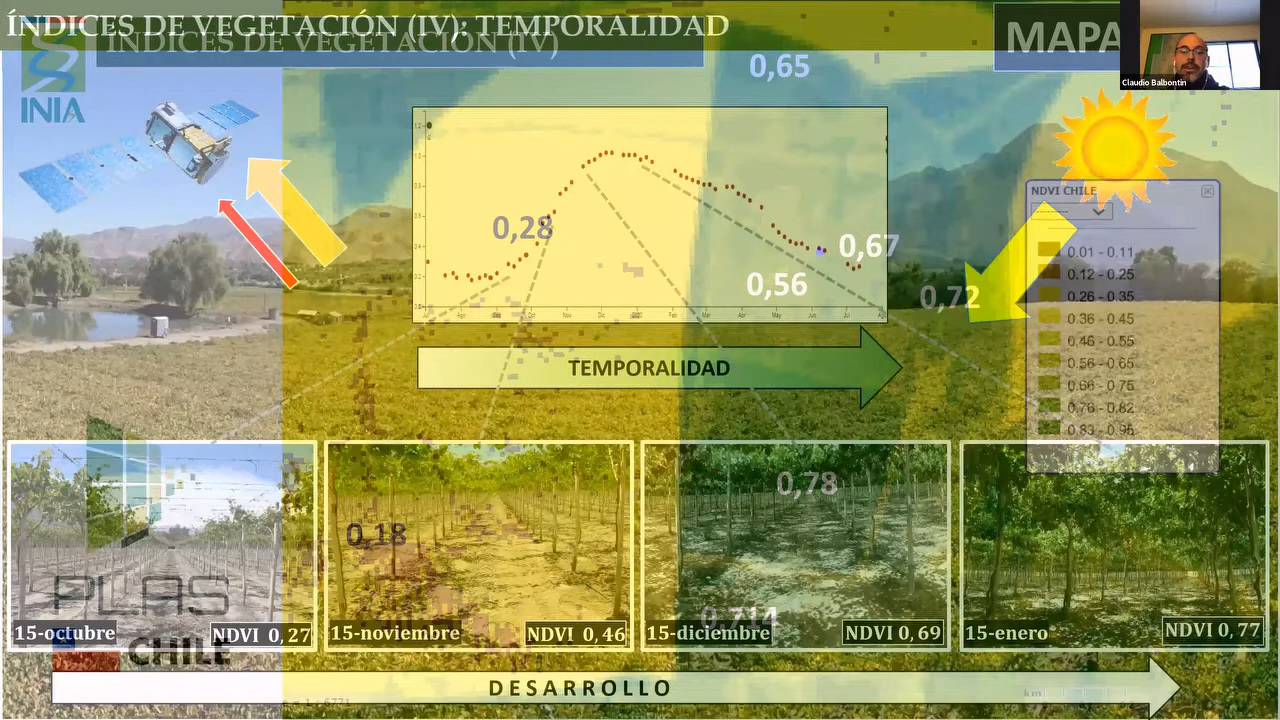 ÍNDICES DE VEGETACIÓN (IV): TEMPORALIDAD
ÍNDICES DE VEGETACIÓN (IV)
MAPA
Claudio Balbontín
INIA
0,65
NDVI CHILE
0,28
0,67
0,56
0,72
0.01 - 0.11
0.12 - 0.25
0.26 - 0.35
0.36 - 0.45
0.46 - 0.55
0.56 - 0.65
0.66 - 0.75
0.76 - 0.82
0.83 - 0.96
TEMPORALIDAD
0,78
0,18
0,714
PLAS
CHILE
15-octubre
NDVI 0,27
15-noviembre
NDVI 0,46
15-diciembre
NDVI 0,69
15-enero
NDVI 0,77
DESARROLLO
km